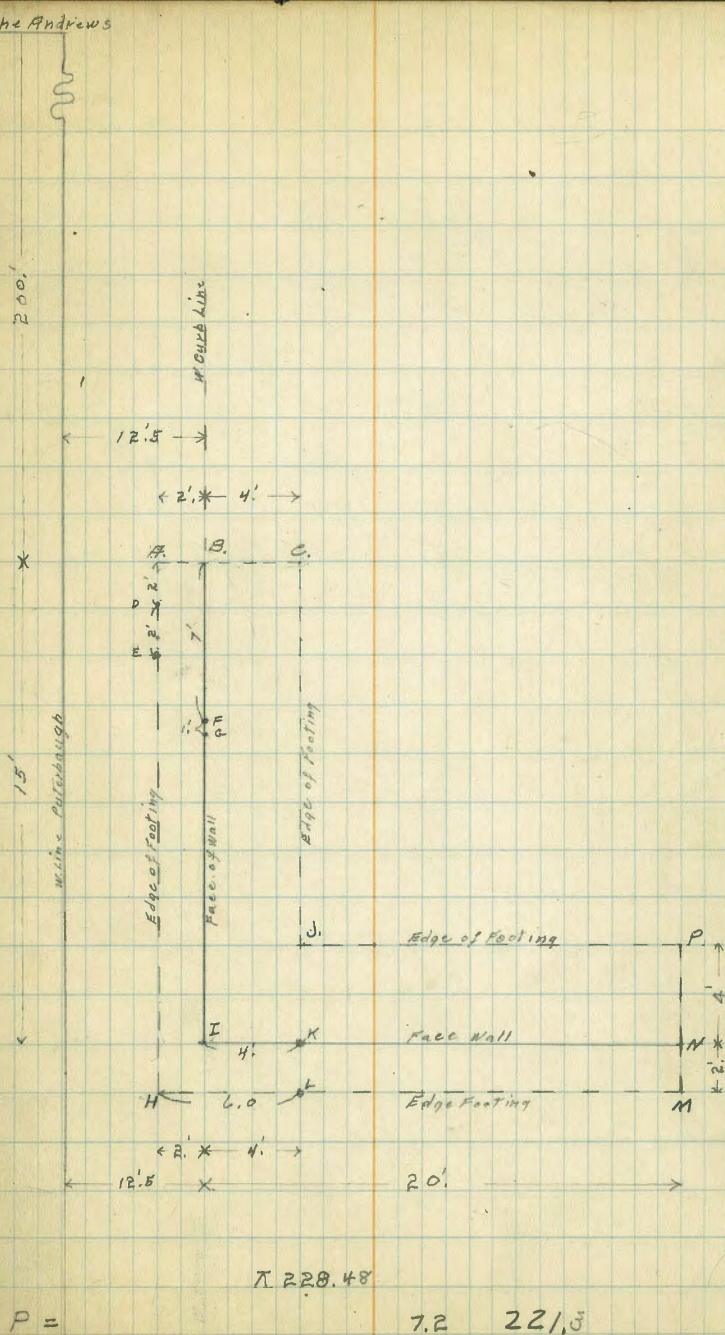 he Andrews
200.'
W Curb Line
12'.5
2'. 4'.
A. B. C.
2'
D
2' 7'
E
F
1.' G
15'
W. Line Puterbaugh
Edge of Footing
Face of Wall
Edge of Footing
J. Edge of Footing P.
4'
I K Face Wall N
4'.
2'.
H 6.0 L Edge Footing M
2'. 4'.
12'.5 20'.
⊼ 228.48
P = 7.2 221.3